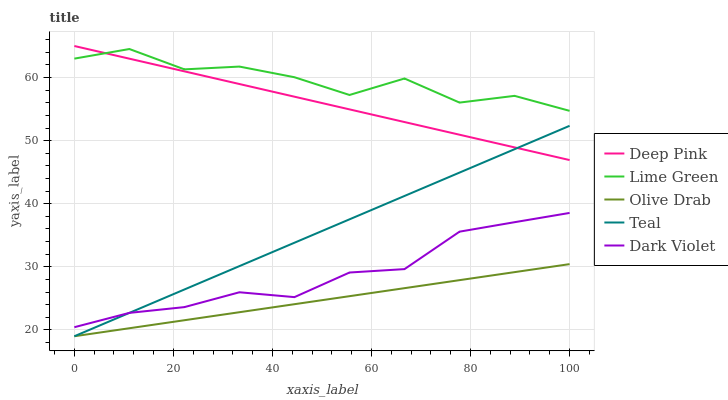 title
yaxis_label
60
50
40
30
20
0
20
40
60
80
100
xaxis_label
Deep Pink
Lime Green
Olive Drab
Teal
Dark Violet